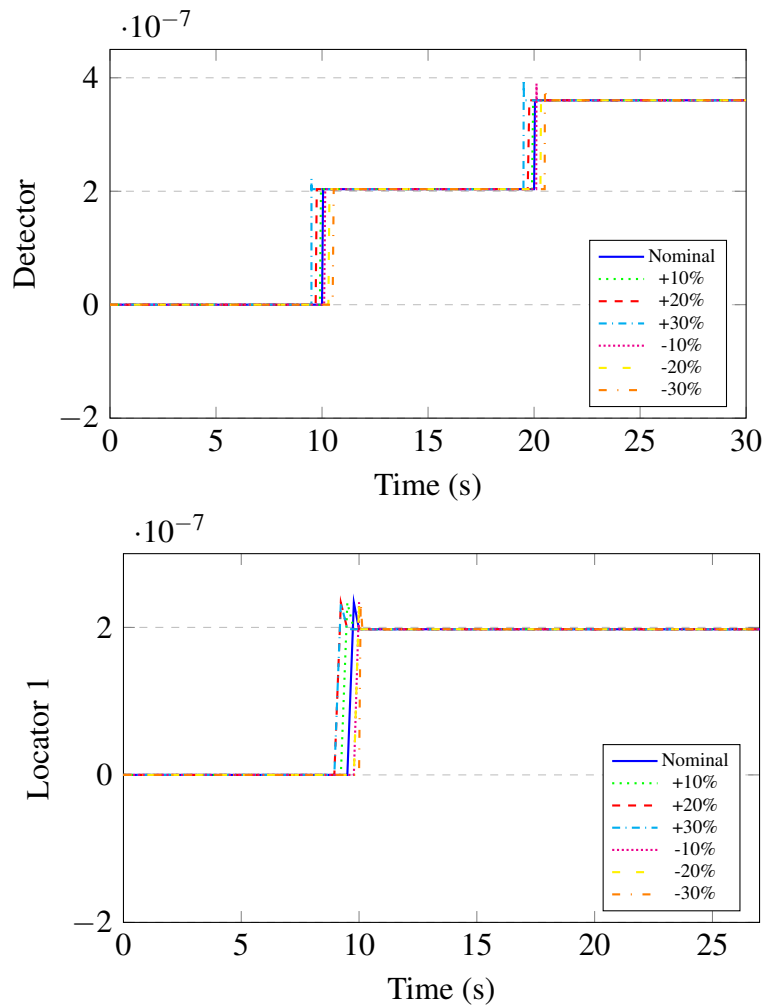 ·10−7
4
2
0
−2
Detector
0 5 10 15 20 25 30
Time (s)
Nominal
+10%
+20%
+30%
-10%
-20%
-30%
·10−7
2
0
−2
Locator 1
0 5 10 15 20 25
Time (s)
Nominal
+10%
+20%
+30%
-10%
-20%
-30%